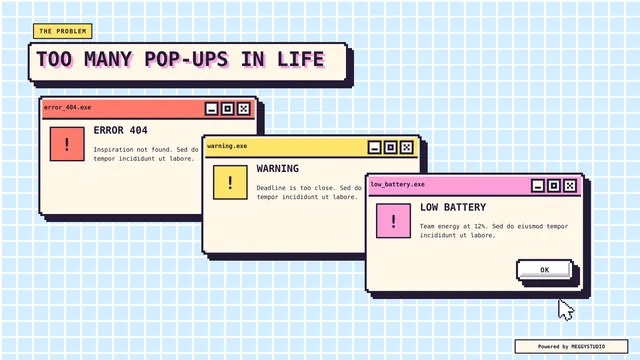 THE PROBLEM
TOO MANY POP-UPS IN LIFE
error_404.exe
ERROR 404
Inspiration not found. Sed do
tempor incididunt ut labore.
warning.exe
WARNING
Deadline is too close. Sed do
tempor incididunt ut labore.
low_battery.exe
LOW BATTERY
Team energy at 12%. Sed do eiusmod tempor
incididunt ut labore.
OK
Powered by MEGGYSTUDIO